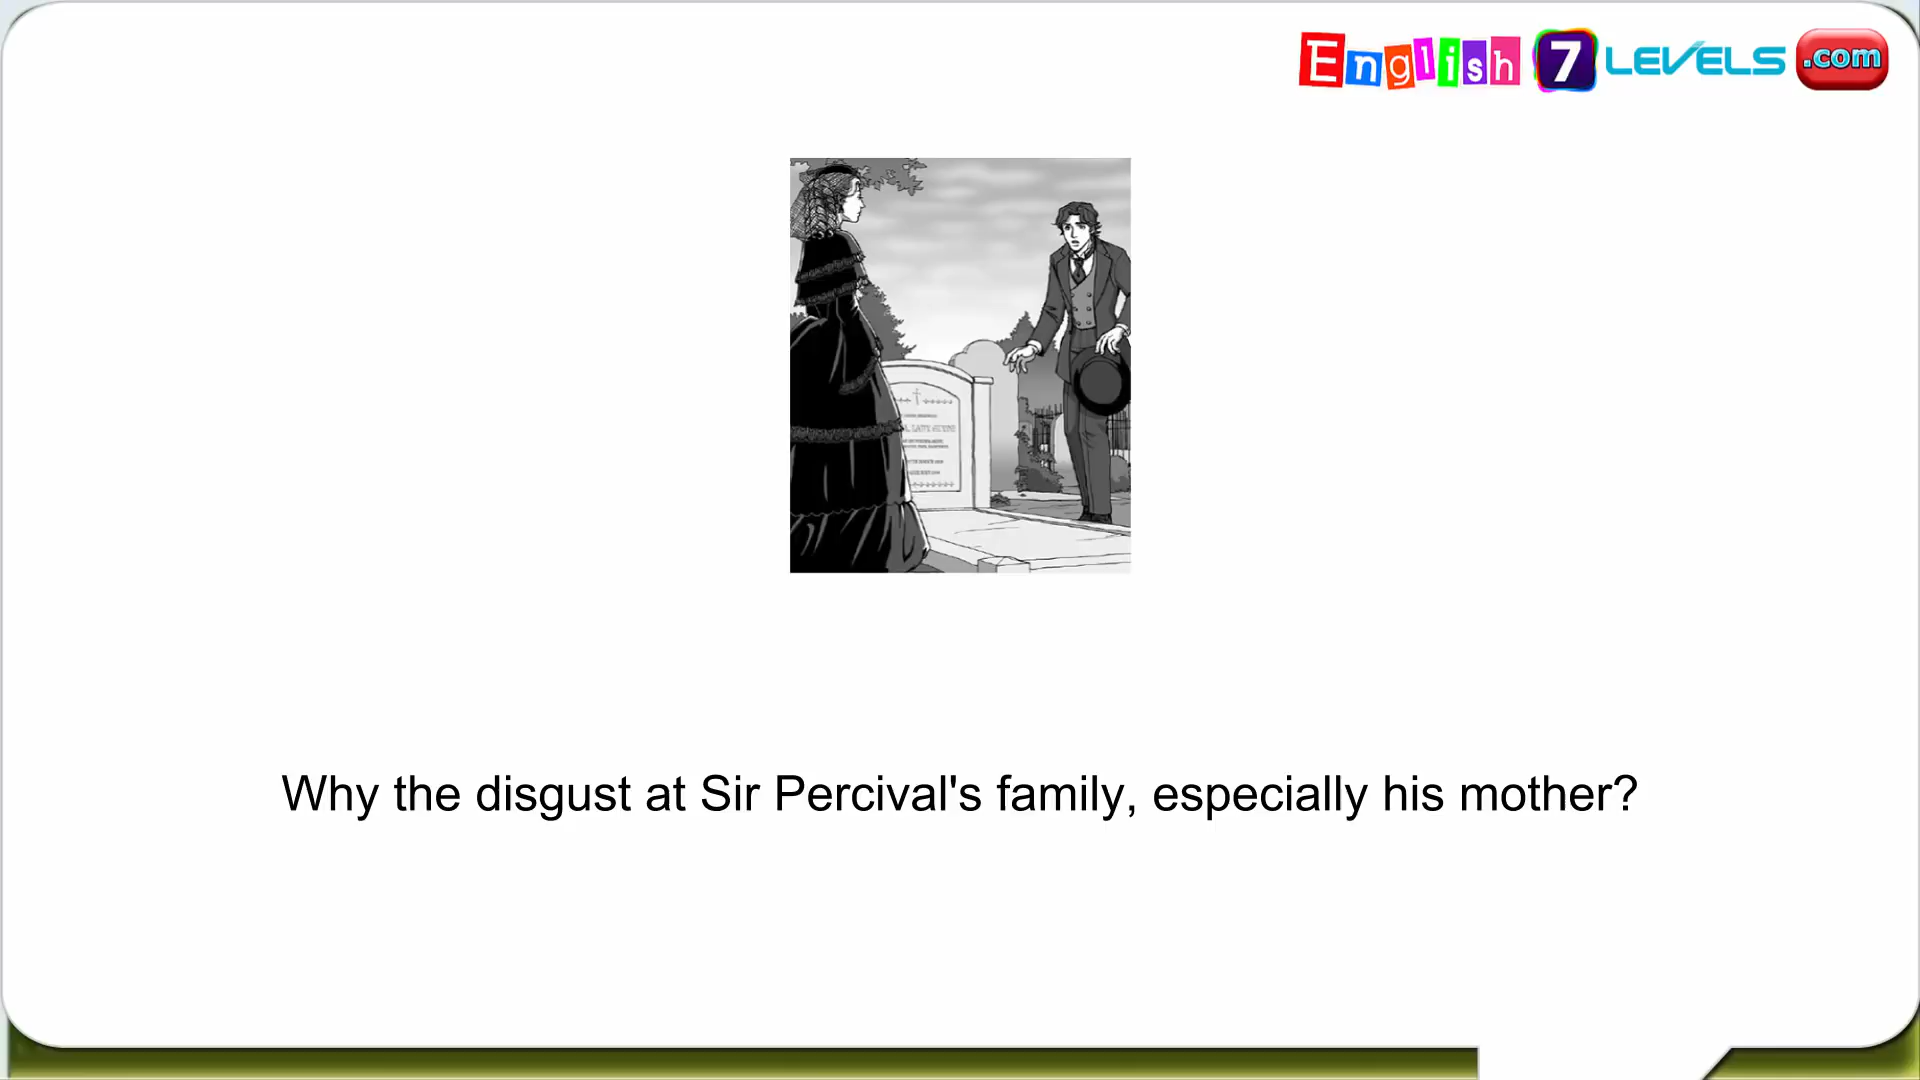 English 7 LEVELS .com
Why the disgust at Sir Percival's family, especially his mother?